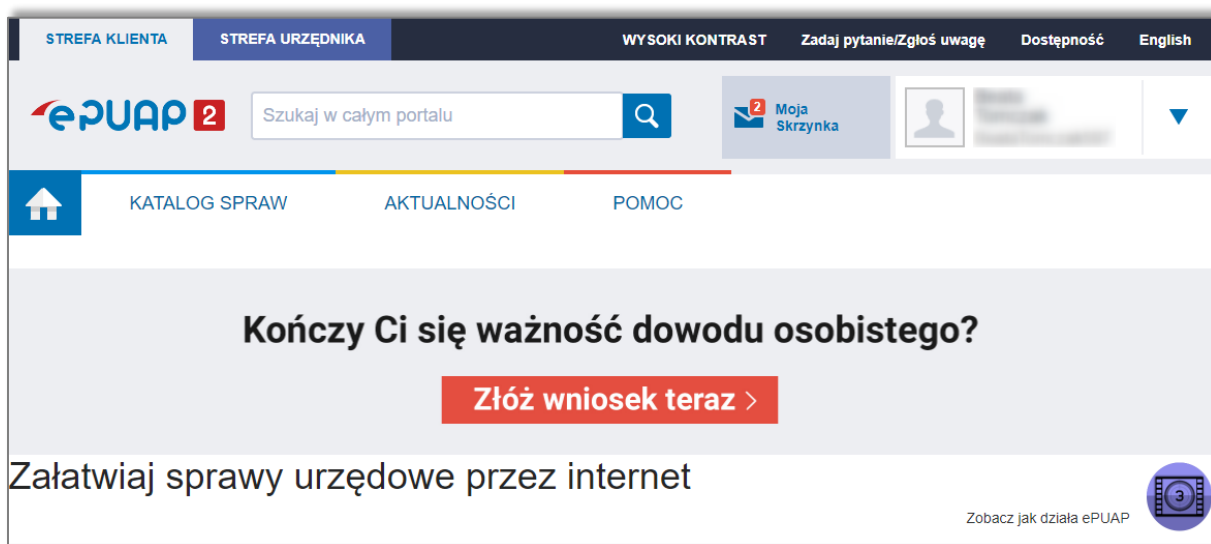 STREFA KLIENTA STREFA URZĘDNIKA WYSOKI KONTRAST Zadaj pytanie/Zgłoś uwagę Dostępność English
ePUAP 2 Szukaj w całym portalu 2 Moja
Skrzynka
KATALOG SPRAW AKTUALNOŚCI POMOC
Kończy Ci się ważność dowodu osobistego?
Złóż wniosek teraz >
Załatwiaj sprawy urzędowe przez internet
3
Zobacz jak działa ePUAP